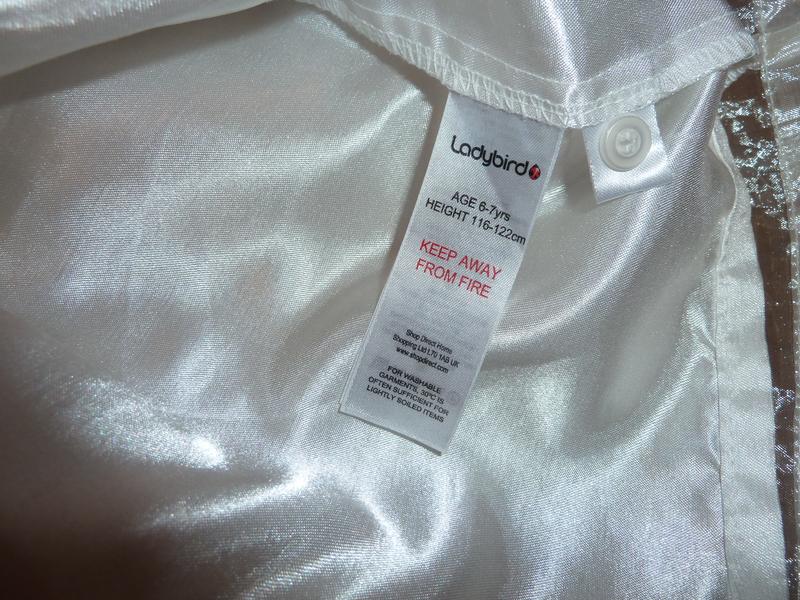 Ladybird
AGE 6-7yrs
HEIGHT 116-122cm
KEEP AWAY
FROM FIRE
Shop Direct Home
Shopping Ltd L70 1AB UK
www.shopdirect.com
FOR WASHABLE
GARMENTS, 30°C IS
OFTEN SUFFICIENT FOR
LIGHTLY SOILED ITEMS